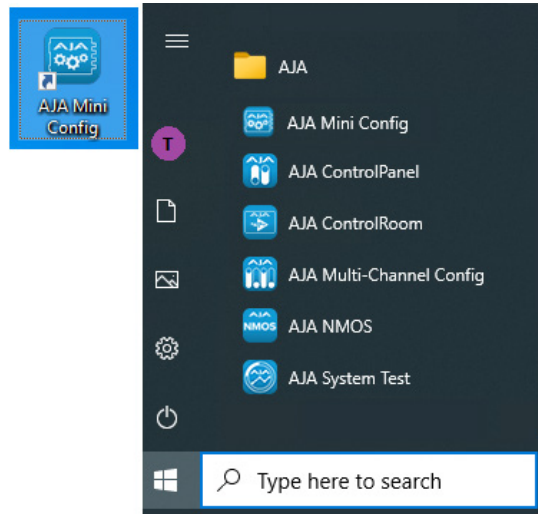 AJA Mini
Config
AJA
T
AJA Mini Config
AJA ControlPanel
AJA ControlRoom
AJA Multi-Channel Config
NMOS
AJA NMOS
AJA System Test
Type here to search